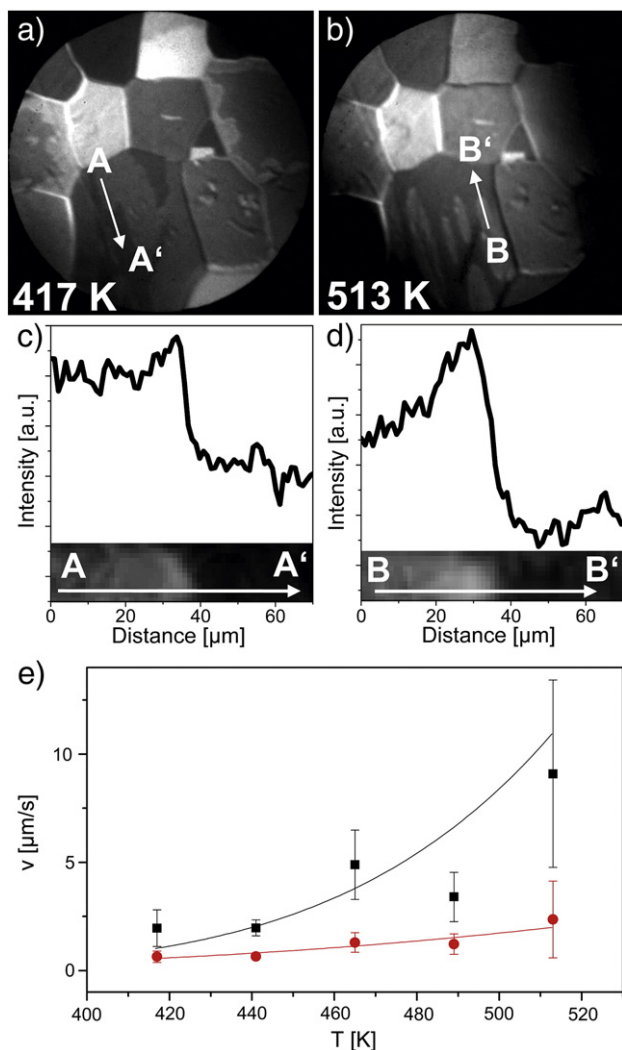 a)
b)
A
A‘
417 K
B‘
B
513 K
c)
d)
Intensity [a.u.]
Intensity [a.u.]
A
A‘
B
B‘
0 20 40 60
0 20 40 60
Distance [µm]
Distance [µm]
e)
10
5
0
v [µm/s]
400 420 440 460 480 500 520
T [K]